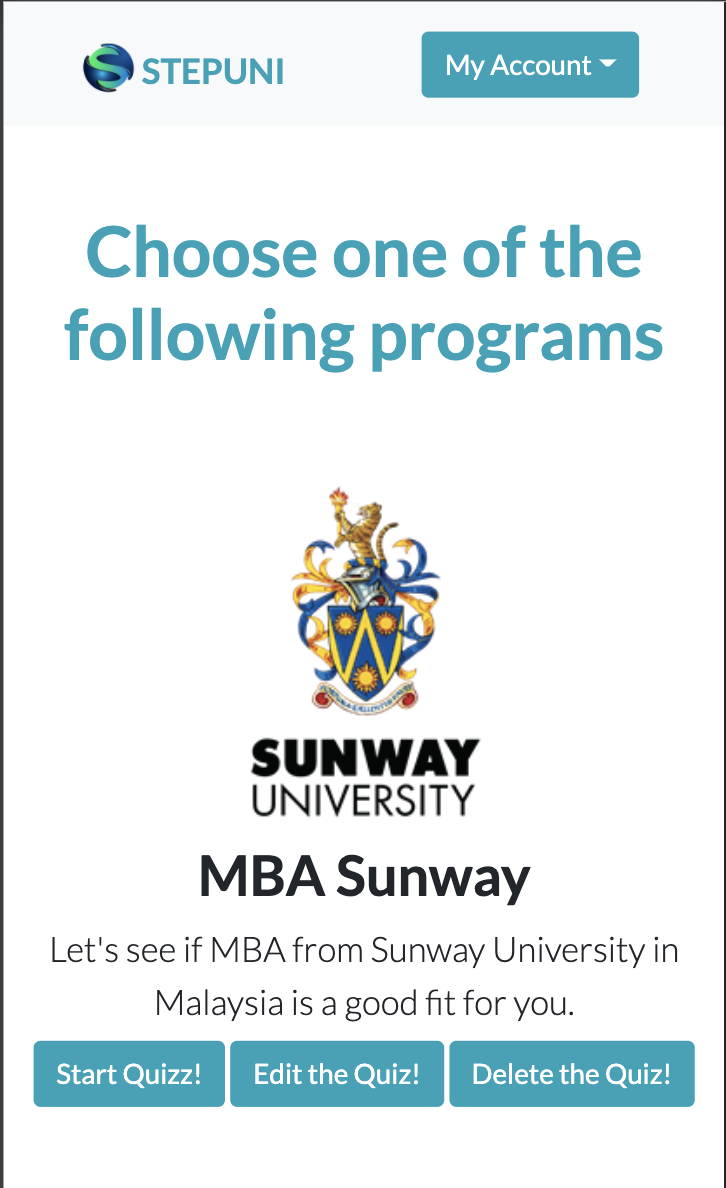 STEPUNI
My Account
Choose one of the
following programs
SUNWAY
UNIVERSITY
MBA Sunway
Let's see if MBA from Sunway University in
Malaysia is a good fit for you.
Start Quizz!
Edit the Quiz!
Delete the Quiz!